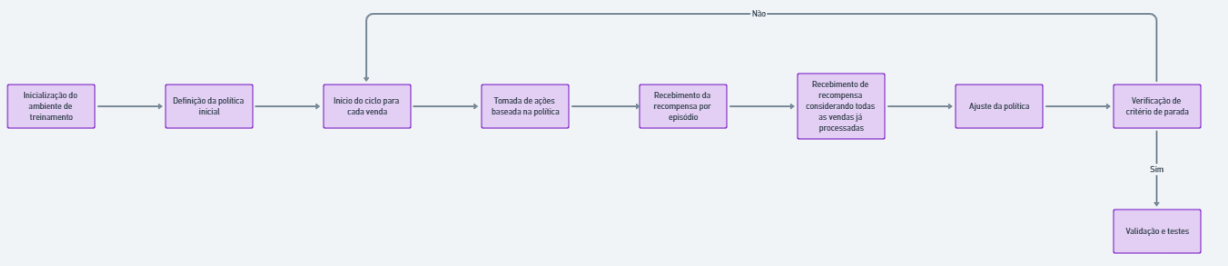 Não
Inicialização do
ambiente de
treinamento
Definição da política
inicial
Início do ciclo para
cada venda
Tomada de ações
baseada na política
Recebimento da
recompensa por
episódio
Recebimento de
recompensa
considerando todas
as vendas já
processadas
Ajuste da política
Verificação de
critério de parada
Sim
Validação e testes